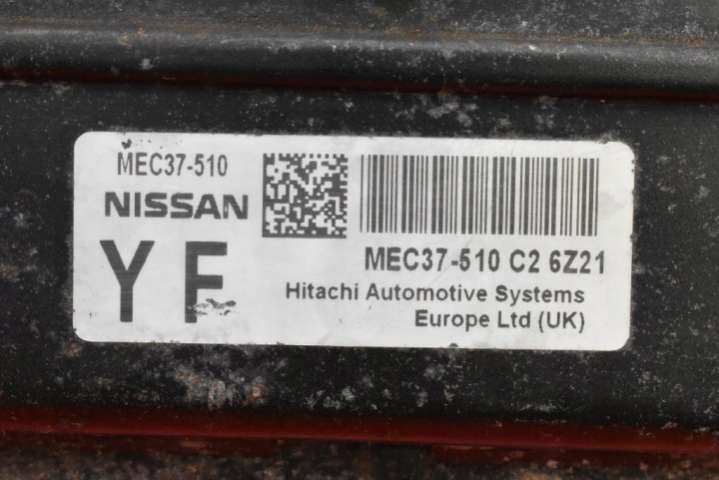 MEC37-510
NISSAN
YF
MEC37-510 C2 6Z21
Hitachi Automotive Systems
Europe Ltd (UK)